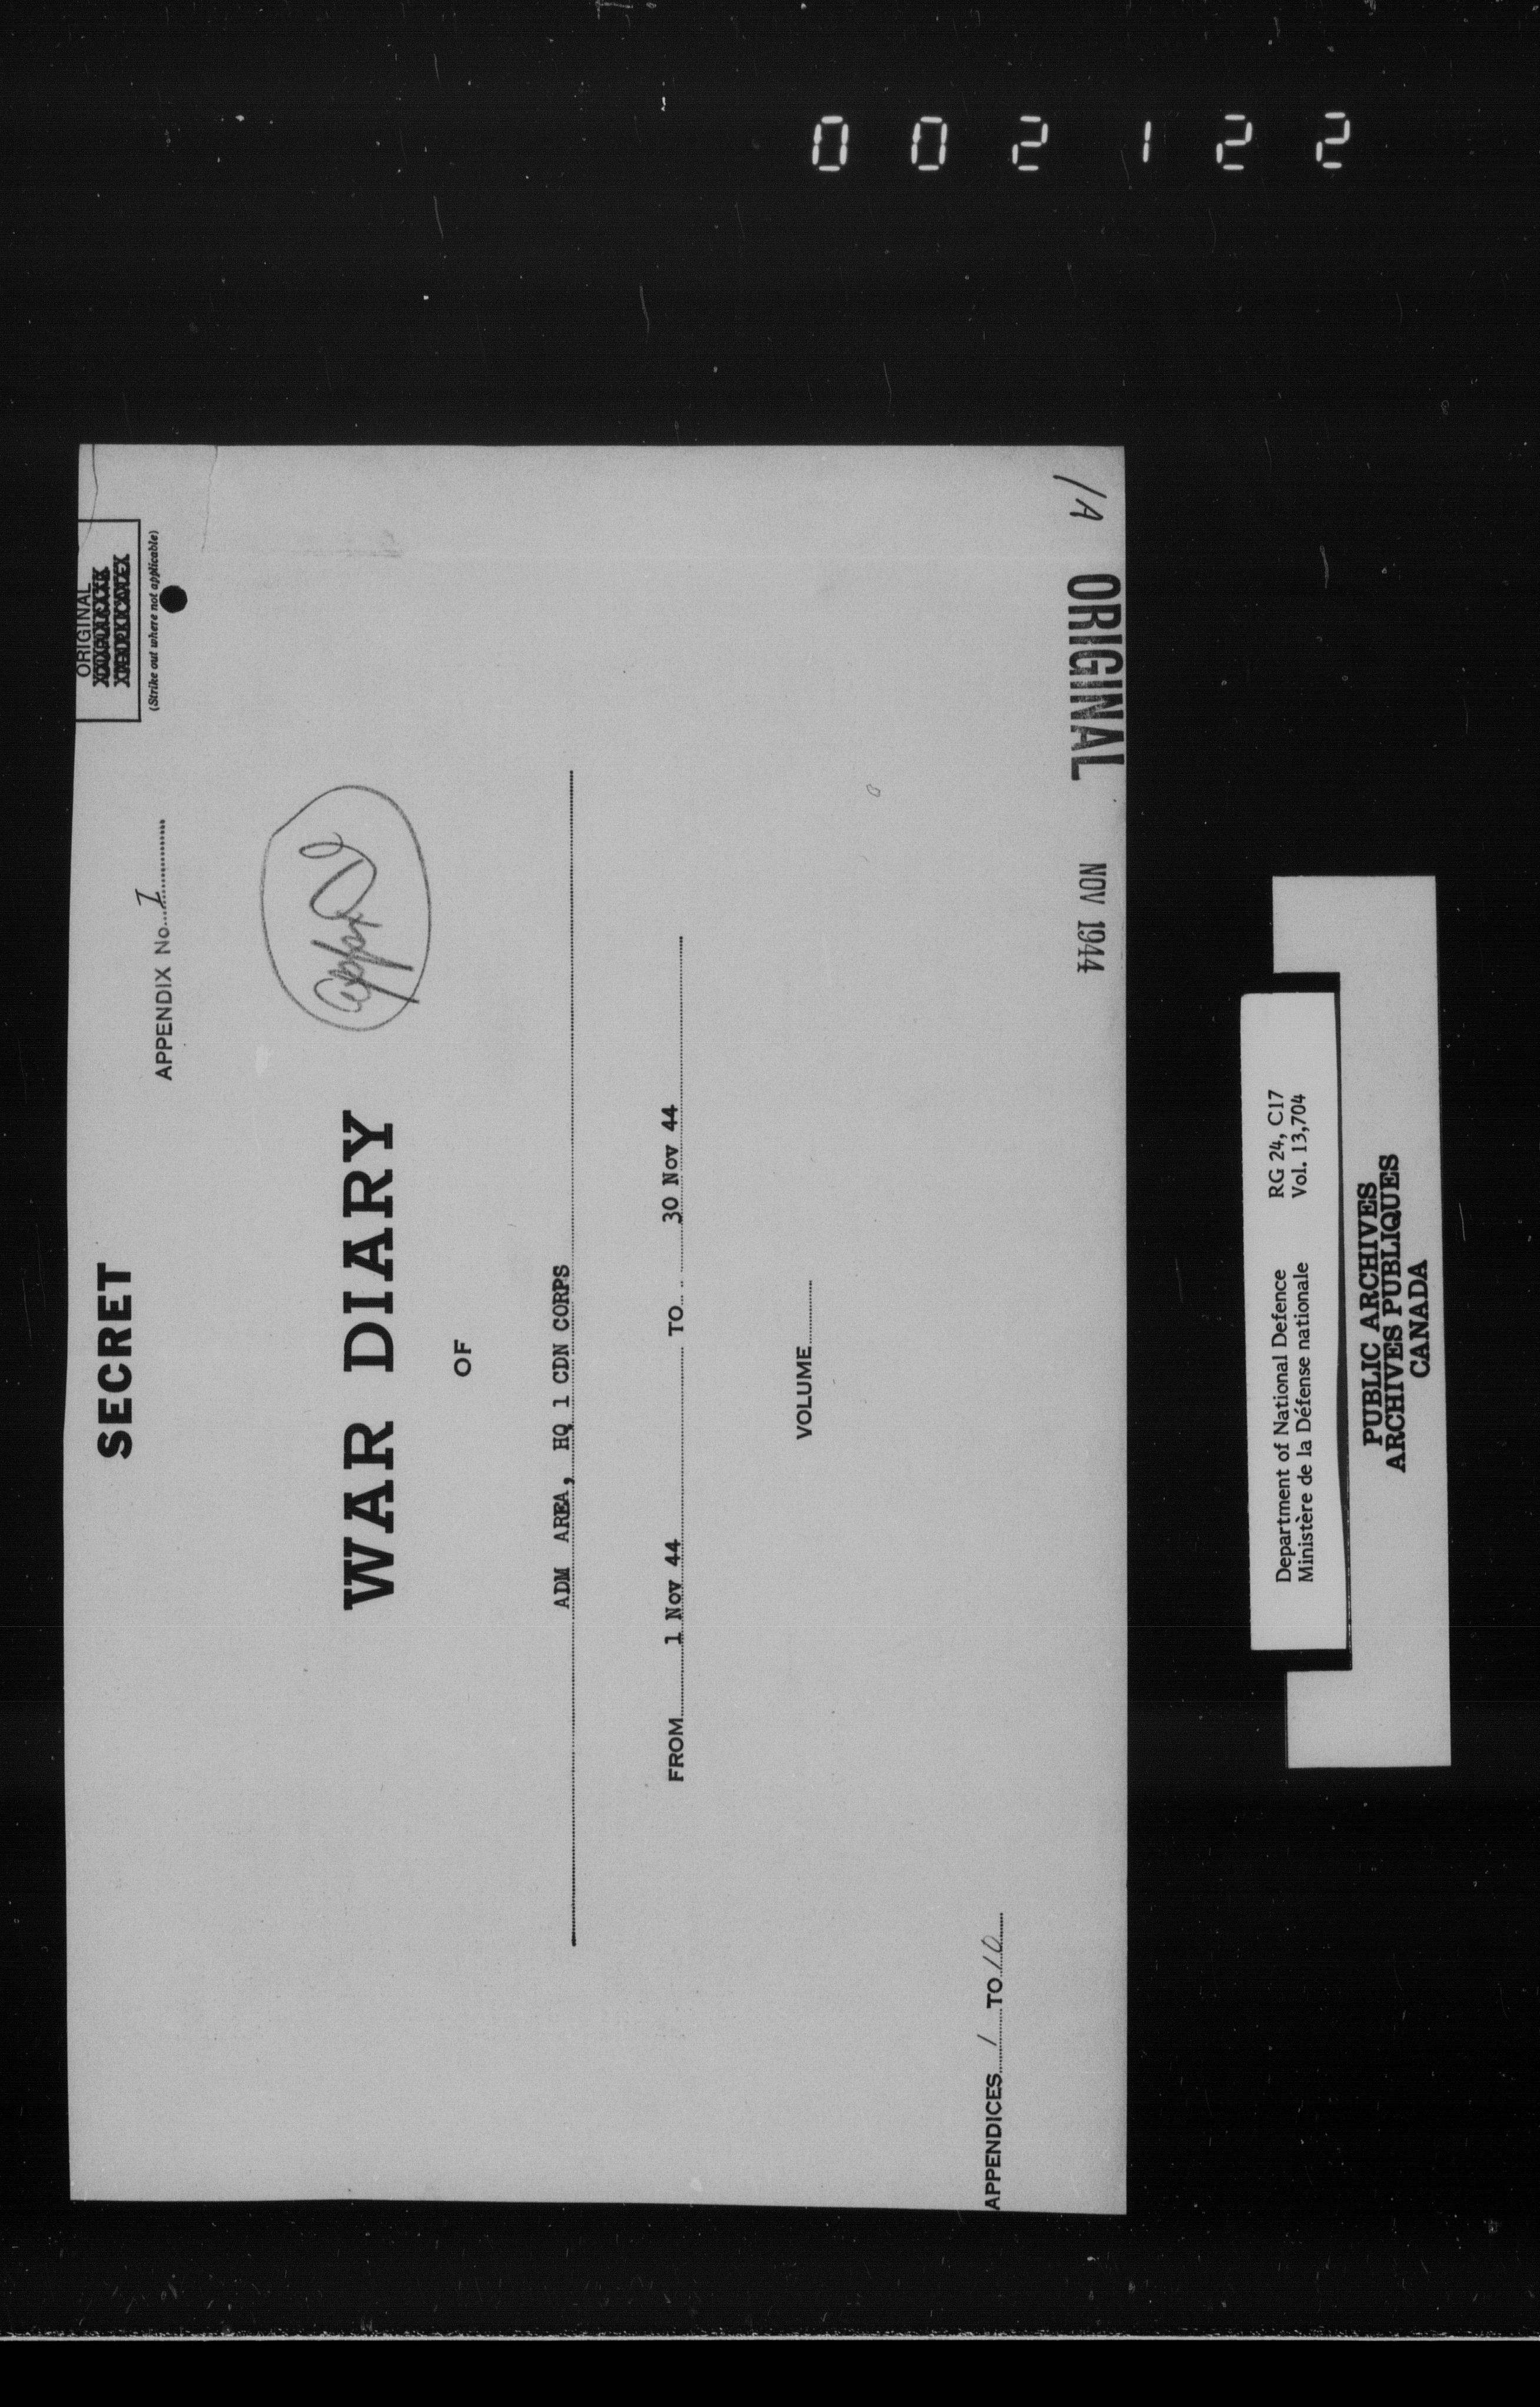 002122
ORIGINAL
(Strike out where not applicable)
SECRET
APPENDIX No. 1
WAR DIARY
OF
ADM AREA, HQ 1 CDN CORPS
FROM 1 Nov 44 TO 30 Nov 44
VOLUME
APPENDICES 1 TO 10
NOV 1944
ORIGINAL
1A
Department of National Defence RG 24, C17
Ministère de la Défense nationale Vol. 13,704
PUBLIC ARCHIVES
ARCHIVES PUBLIQUES
CANADA